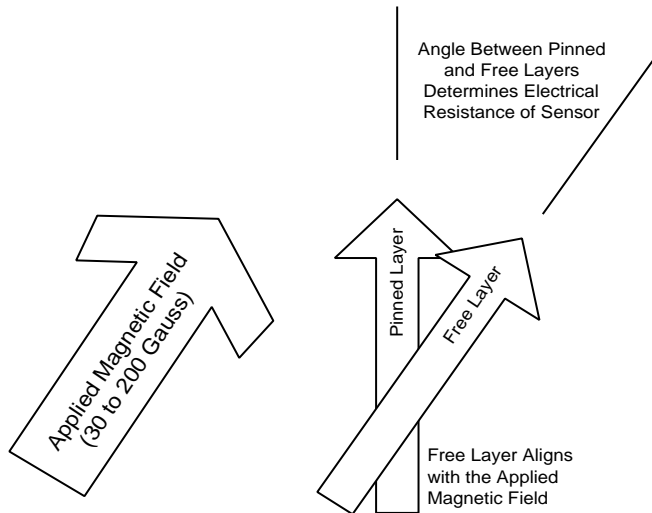 Angle Between Pinned
and Free Layers
Determines Electrical
Resistance of Sensor
Applied Magnetic Field
(30 to 200 Gauss)
Pinned Layer
Free Layer
Free Layer Aligns
with the Applied
Magnetic Field